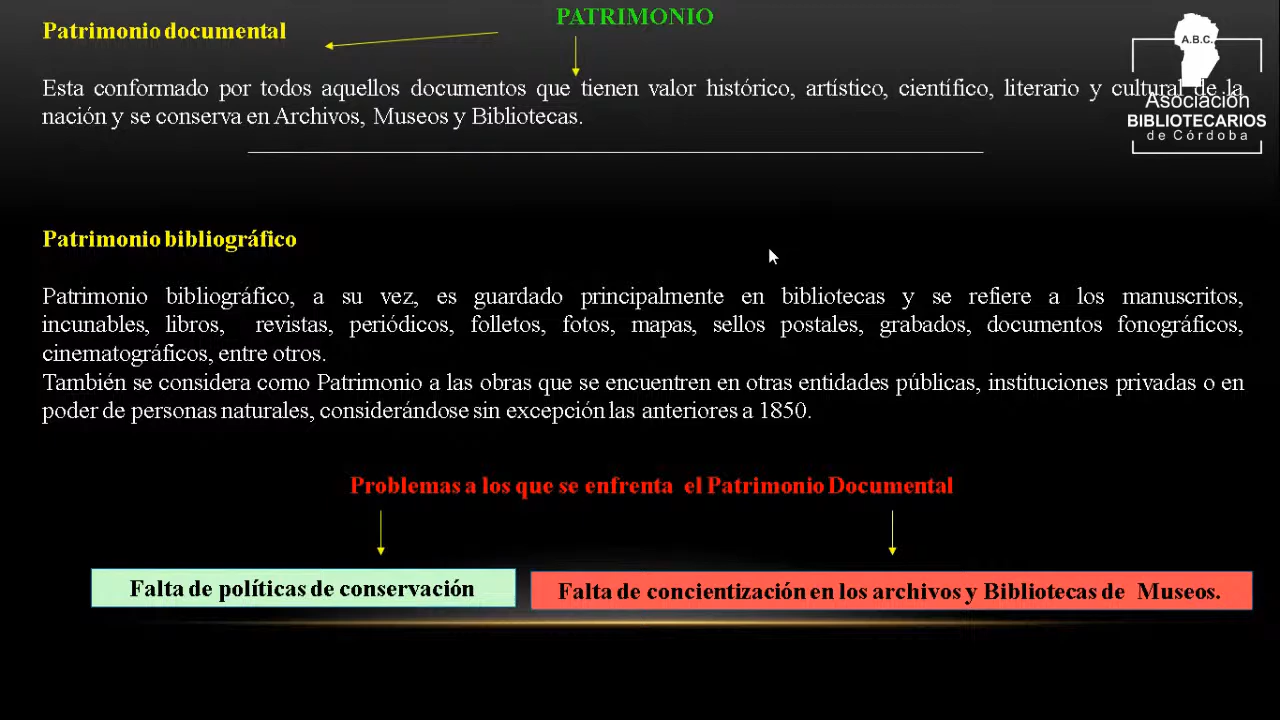 PATRIMONIO
Patrimonio documental
Esta conformado por todos aquellos documentos que tienen valor histórico, artístico, científico, literario y cultural de la
nación y se conserva en Archivos, Museos y Bibliotecas.
A.B.C.
Asociación
BIBLIOTECARIOS
de Córdoba
Patrimonio bibliográfico
Patrimonio bibliográfico, a su vez, es guardado principalmente en bibliotecas y se refiere a los manuscritos,
incunables, libros, revistas, periódicos, folletos, fotos, mapas, sellos postales, grabados, documentos fonográficos,
cinematográficos, entre otros.
También se considera como Patrimonio a las obras que se encuentren en otras entidades públicas, instituciones privadas o en
poder de personas naturales, considerándose sin excepción las anteriores a 1850.
Problemas a los que se enfrenta el Patrimonio Documental
Falta de políticas de conservación
Falta de concientización en los archivos y Bibliotecas de Museos.